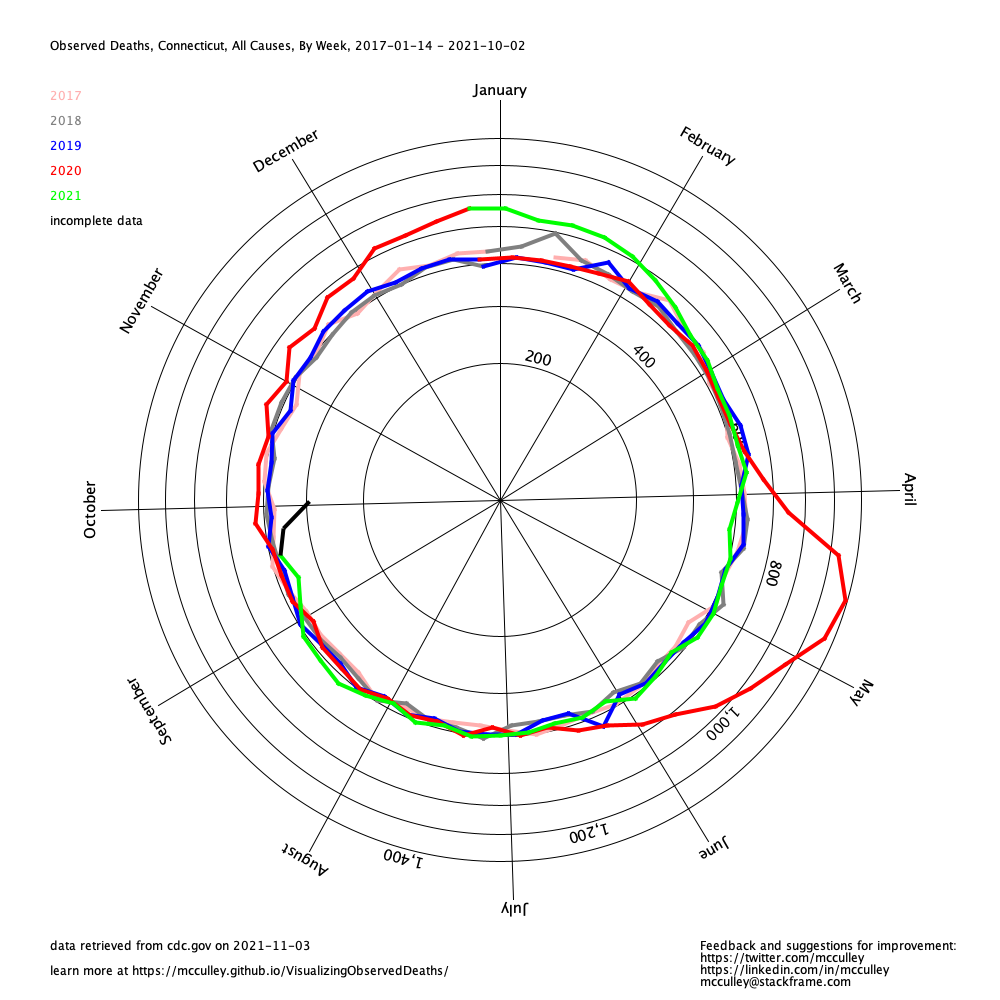 Observed Deaths, Connecticut, All Causes, By Week, 2017-01-14 - 2021-10-02
2017
2018
2019
2020
2021
incomplete data
January
February
March
April
May
June
July
August
September
October
November
December
200
400
800
1,000
1,200
1,400
data retrieved from cdc.gov on 2021-11-03
learn more at https://mcculley.github.io/VisualizingObservedDeaths/
Feedback and suggestions for improvement:
https://twitter.com/mcculley
https://linkedin.com/in/mcculley
mcculley@stackframe.com